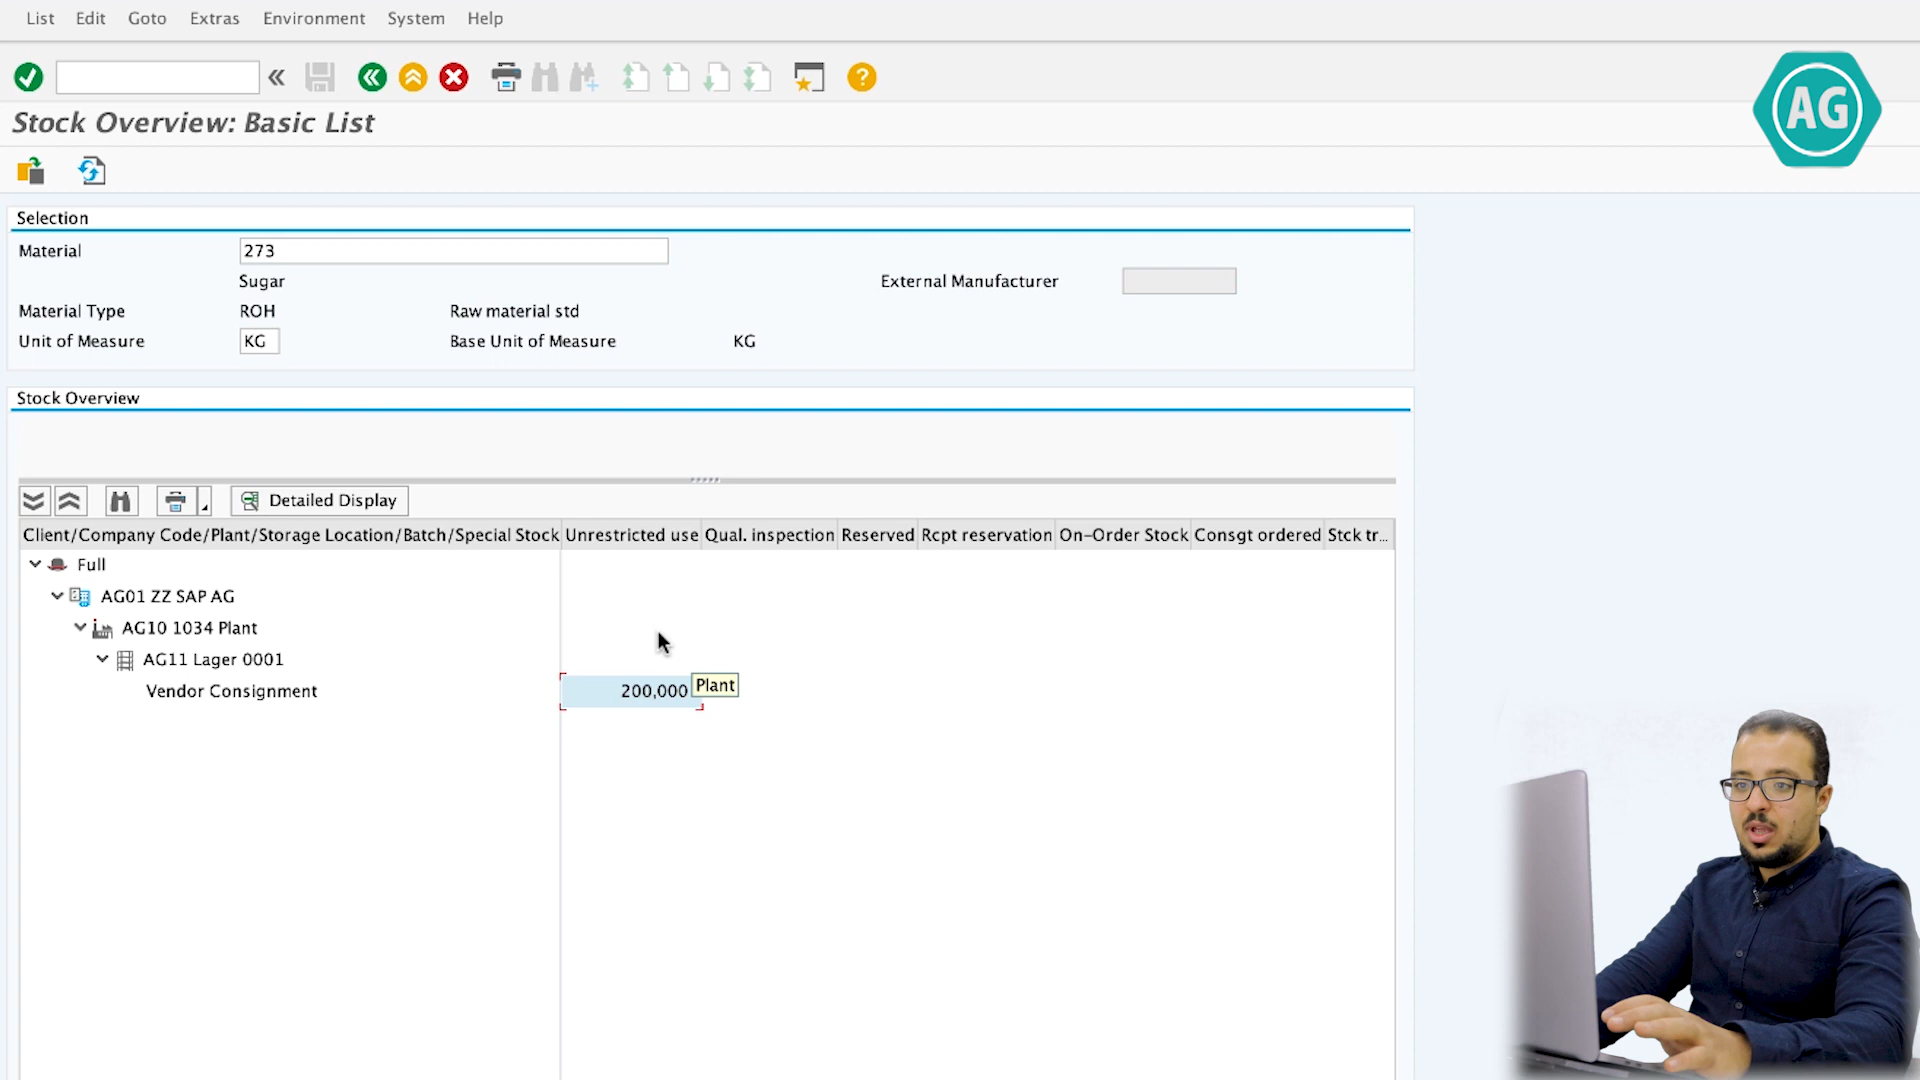 List Edit Goto Extras Environment System Help
Stock Overview: Basic List
AG
Selection
Material 273
Sugar External Manufacturer
Material Type ROH Raw material std
Unit of Measure KG Base Unit of Measure KG
Stock Overview
Detailed Display
Client/Company Code/Plant/Storage Location/Batch/Special Stock Unrestricted use Qual. inspection Reserved Rcpt reservation On-Order Stock Consgt ordered Stck tr...
Full
AG01 ZZ SAP AG
AG10 1034 Plant
AG11 Lager 0001
Vendor Consignment 200,000 Plant